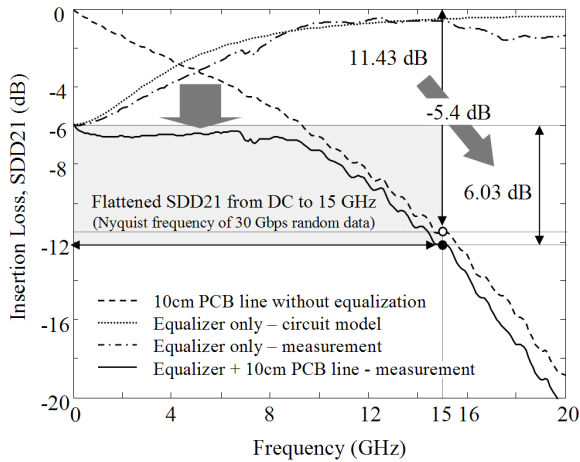 Insertion Loss, SDD21 (dB)
0
-4
-6
-8
-12
-16
-20
11.43 dB
-5.4 dB
6.03 dB
Flattened SDD21 from DC to 15 GHz
(Nyquist frequency of 30 Gbps random data)
10cm PCB line without equalization
Equalizer only – circuit model
Equalizer only – measurement
Equalizer + 10cm PCB line - measurement
0 4 8 12 15 16 20
Frequency (GHz)